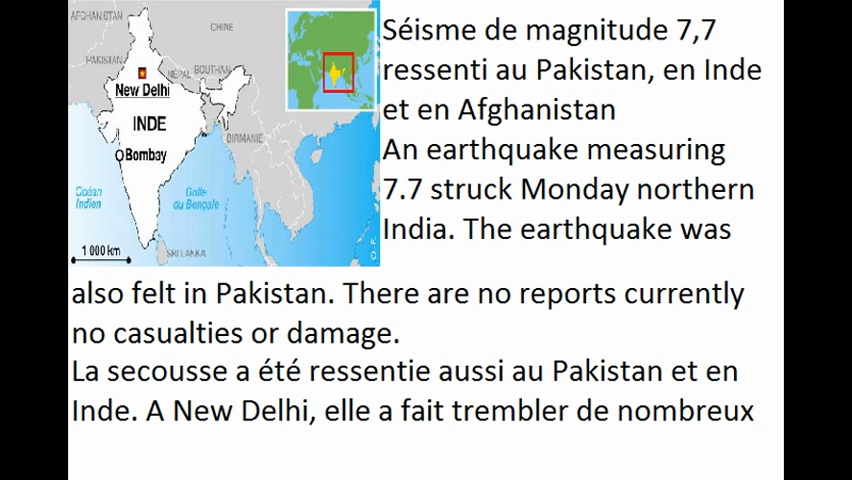 AFGHANISTAN
CHINE
PAKISTAN
NÉPAL
BOUTHAN
New Delhi
INDE
Bombay
BIRMANIE
Océan
Indien
Golfe
du Bengale
1 000 km
SRI LANKA
Séisme de magnitude 7,7
ressenti au Pakistan, en Inde
et en Afghanistan
An earthquake measuring
7.7 struck Monday northern
India. The earthquake was
also felt in Pakistan. There are no reports currently
no casualties or damage.
La secousse a été ressentie aussi au Pakistan et en
Inde. A New Delhi, elle a fait trembler de nombreux